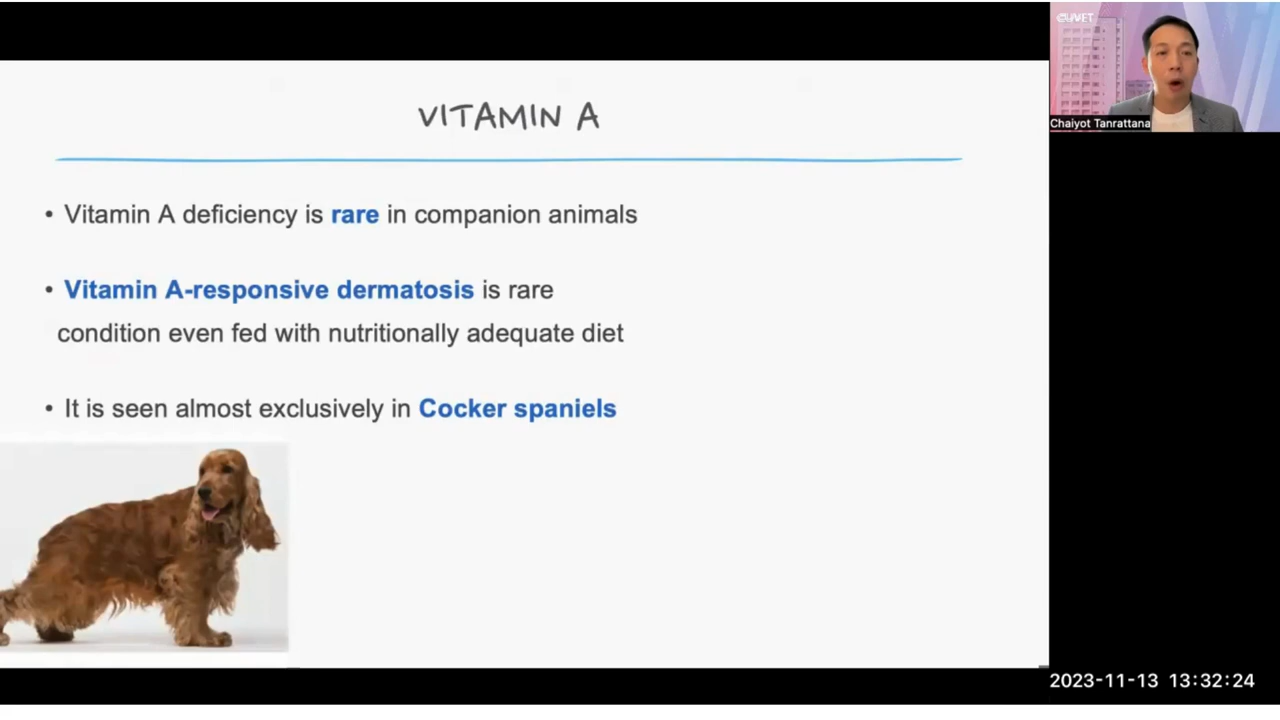 CUVET
VITAMIN A
Chaiyot Tanrattana
• Vitamin A deficiency is rare in companion animals
• Vitamin A-responsive dermatosis is rare
condition even fed with nutritionally adequate diet
• It is seen almost exclusively in Cocker spaniels
2023-11-13 13:32:24